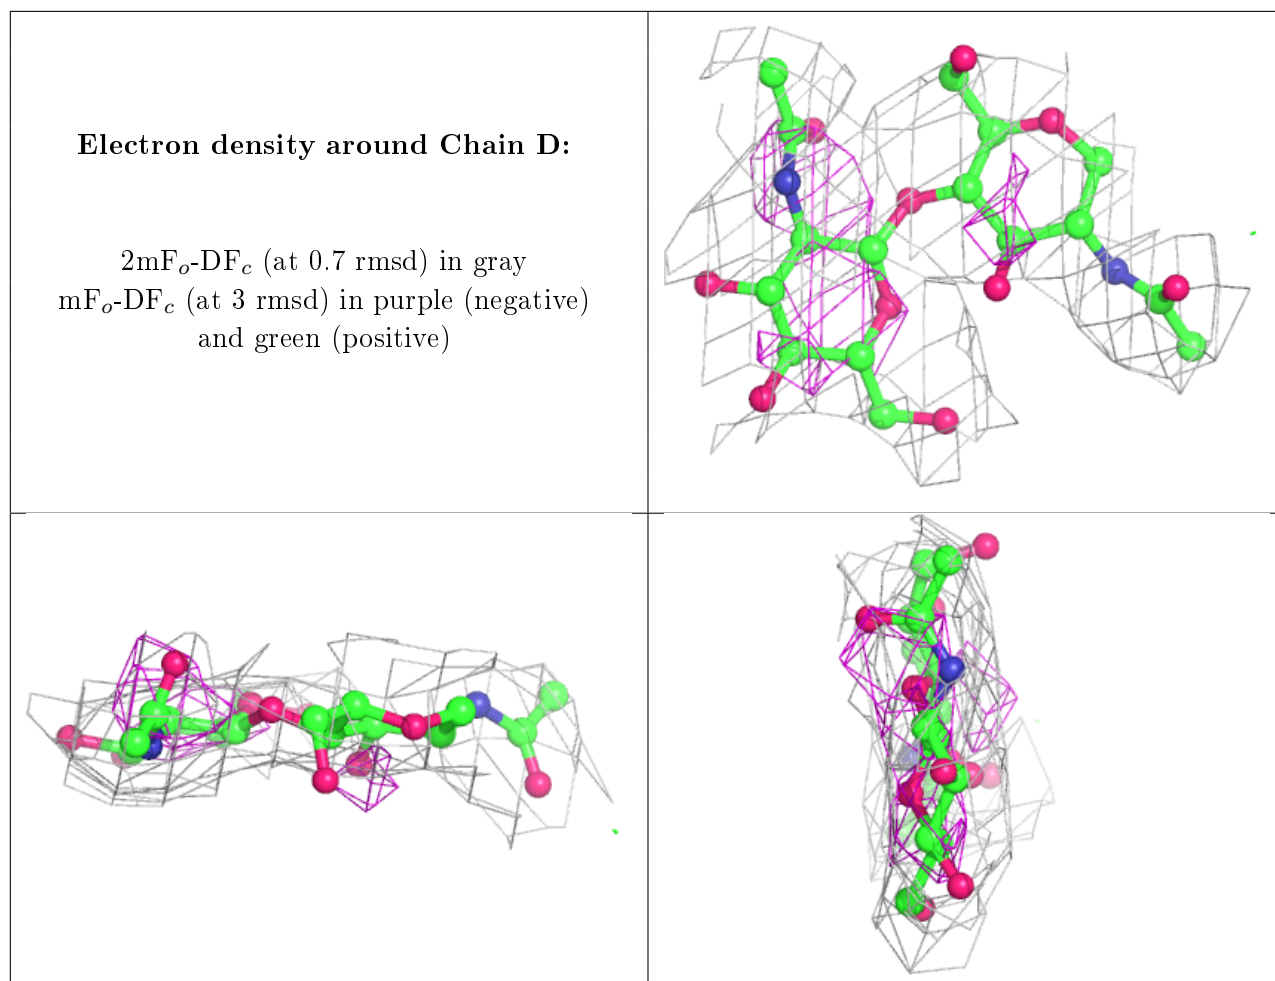 Electron density around Chain D:
2mFₒ-DF𝒸 (at 0.7 rmsd) in gray
mFₒ-DF𝒸 (at 3 rmsd) in purple (negative)
and green (positive)